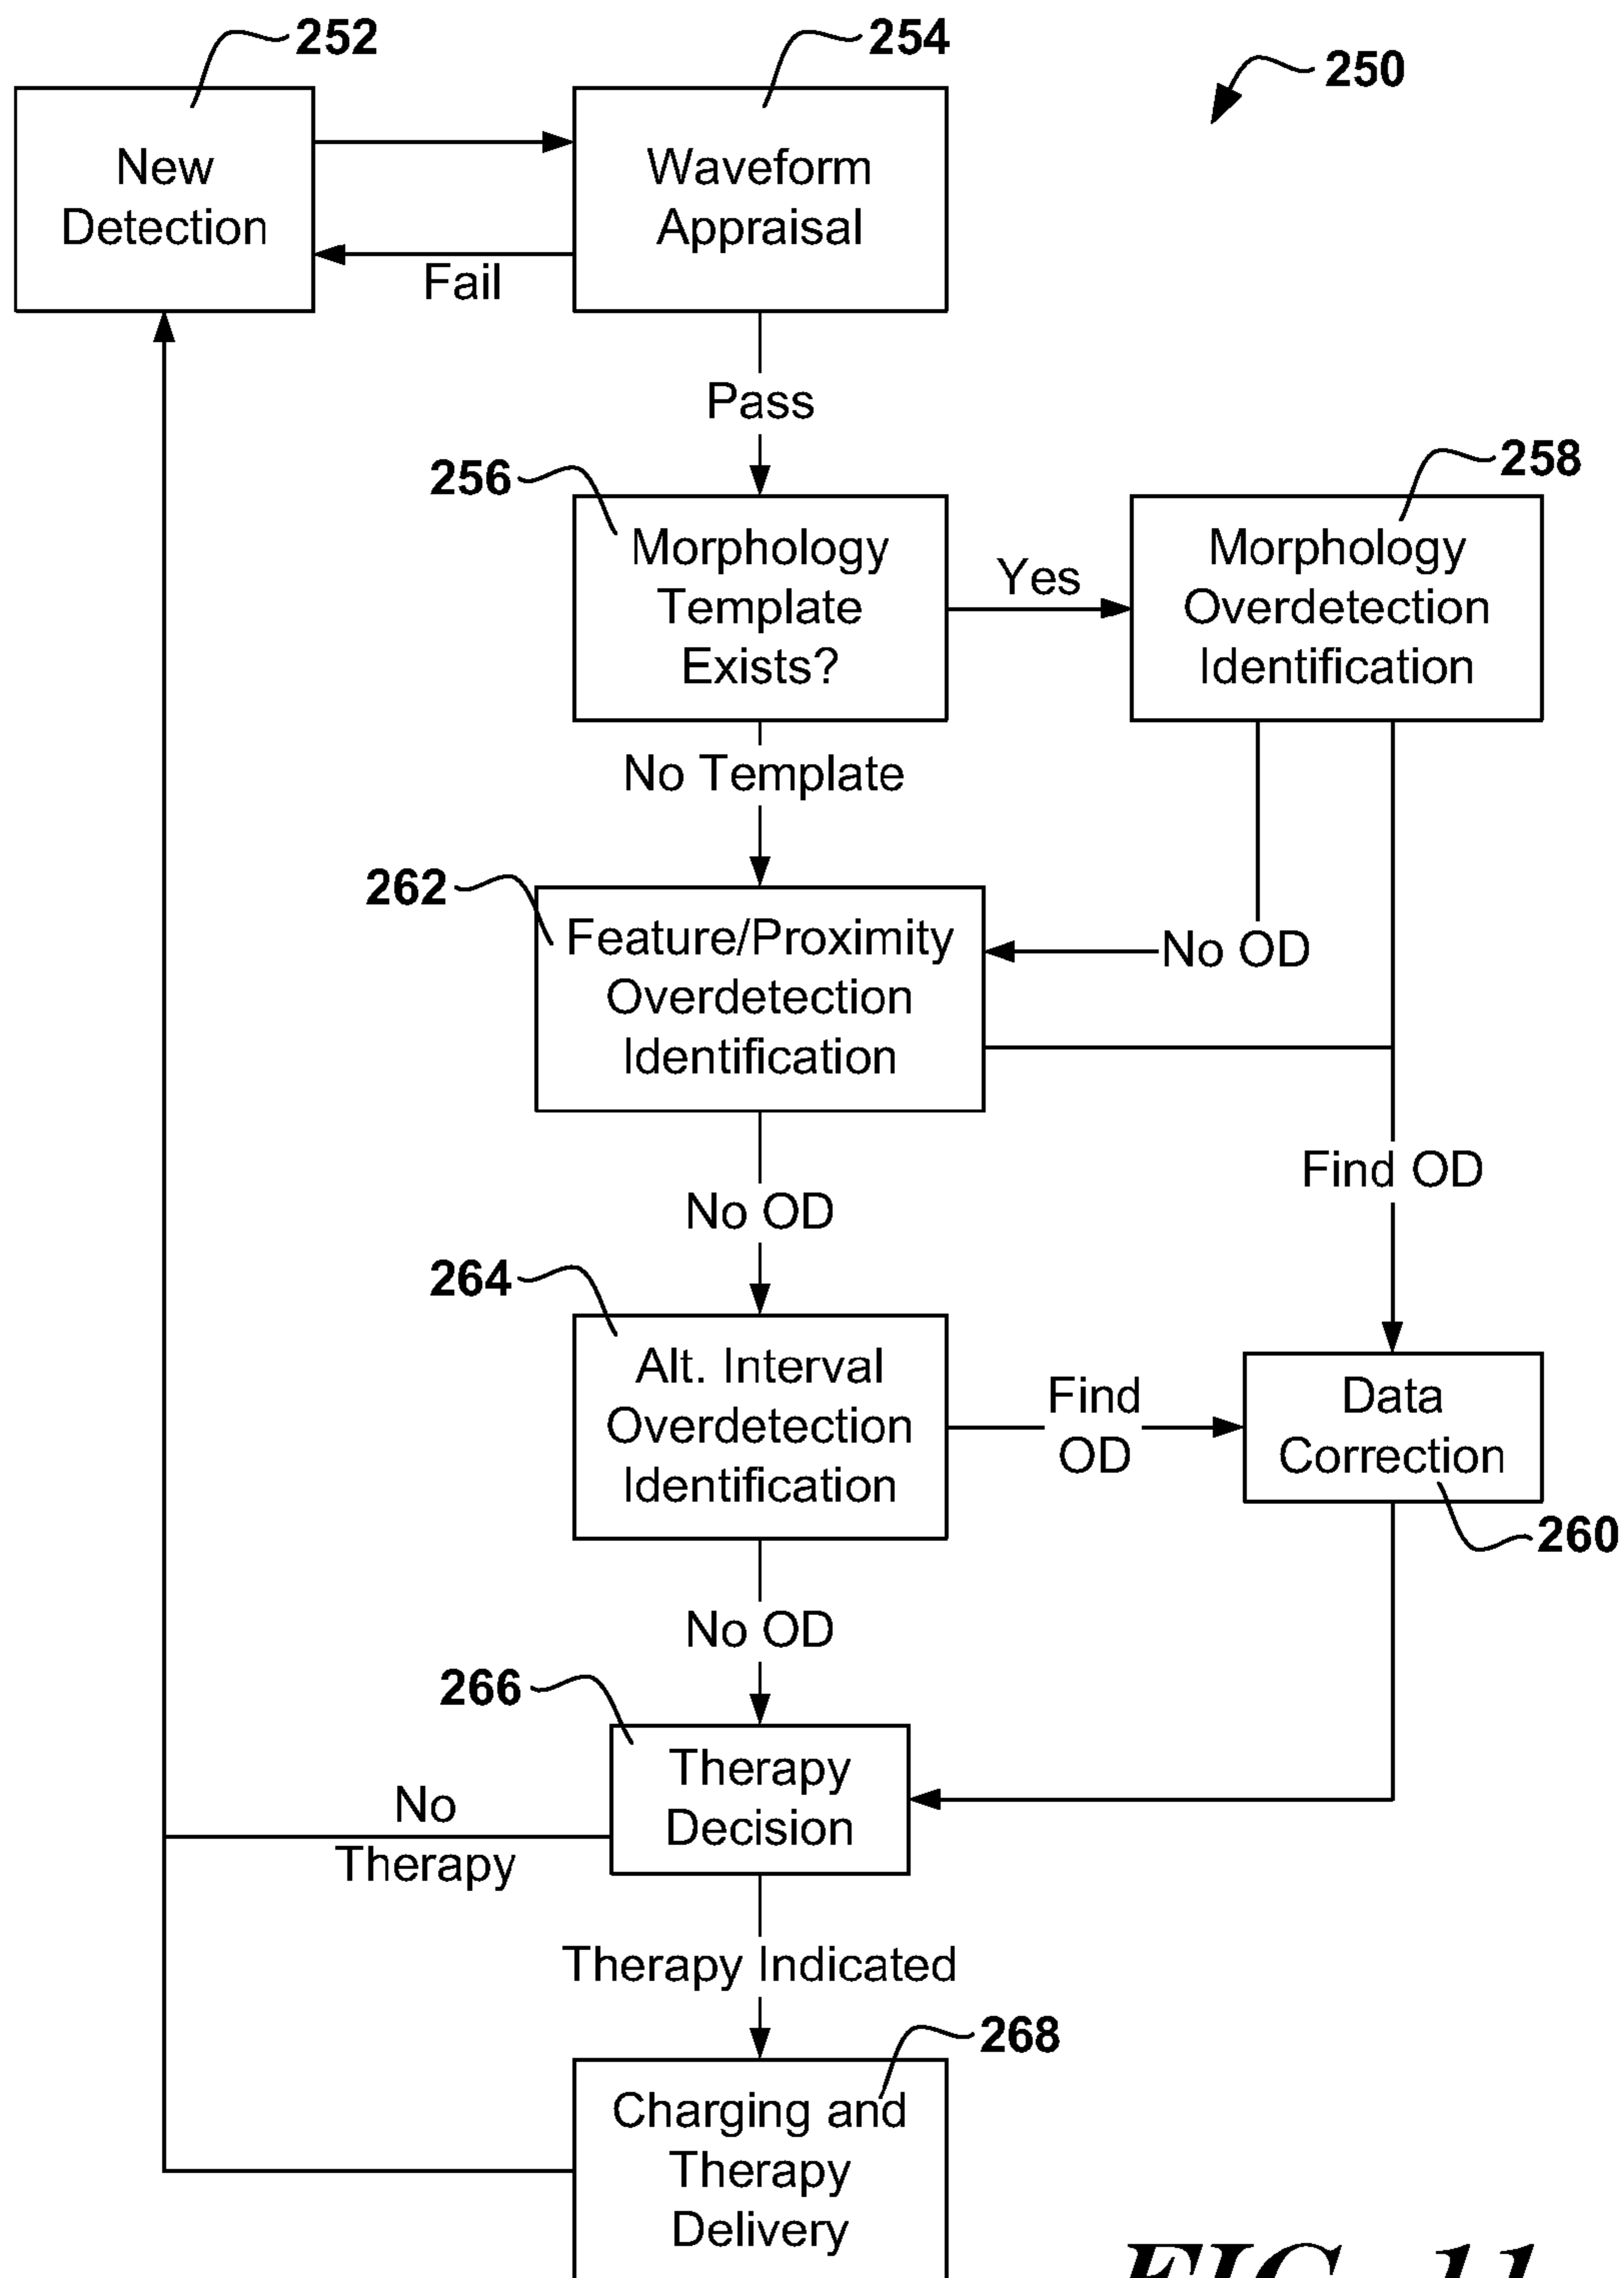 252
254
250
New
Detection
Waveform
Appraisal
Fail
Pass
256
258
Morphology
Template
Exists?
Yes
Morphology
Overdetection
Identification
No Template
262
Feature/Proximity
Overdetection
Identification
No OD
Find OD
No OD
264
Alt. Interval
Overdetection
Identification
Find
OD
Data
Correction
260
No OD
266
Therapy
Decision
No
Therapy
Therapy Indicated
268
Charging and
Therapy
Delivery
FIG. 11